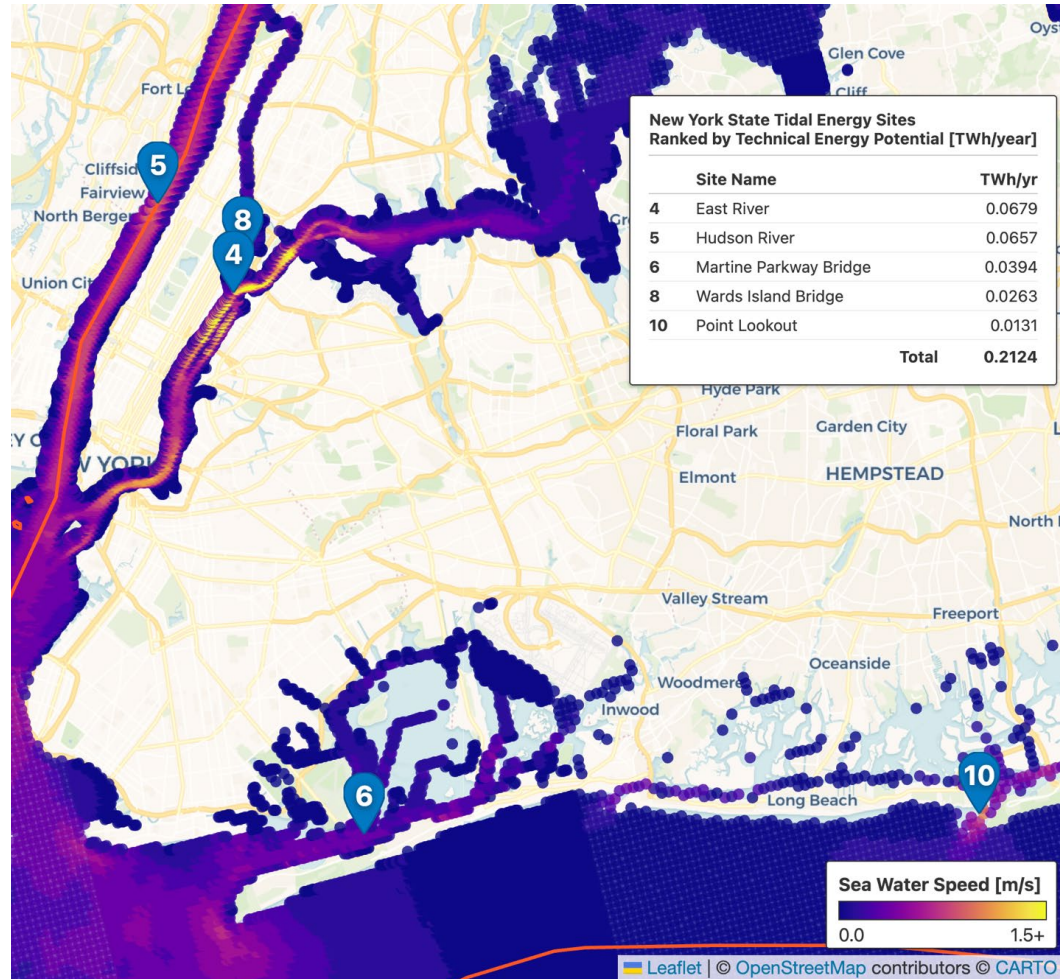 Oys
Glen Cove
Cliff
Fort Le
New York State Tidal Energy Sites
Ranked by Technical Energy Potential [TWh/year]
Site Name TWh/yr
4 East River 0.0679
5 Hudson River 0.0657
6 Martine Parkway Bridge 0.0394
8 Wards Island Bridge 0.0263
10 Point Lookout 0.0131
Total 0.2124
5
Cliffsid
Fairview
North Berger
8
4
Gr
Union Cit
Hyde Park
Floral Park
Garden City
Elmont
HEMPSTEAD
W YORK
North
Valley Stream
Freeport
Oceanside
Woodmere
Inwood
6
10
Long Beach
Sea Water Speed [m/s]
0.0 1.5+
Leaflet | © OpenStreetMap contributors © CARTO